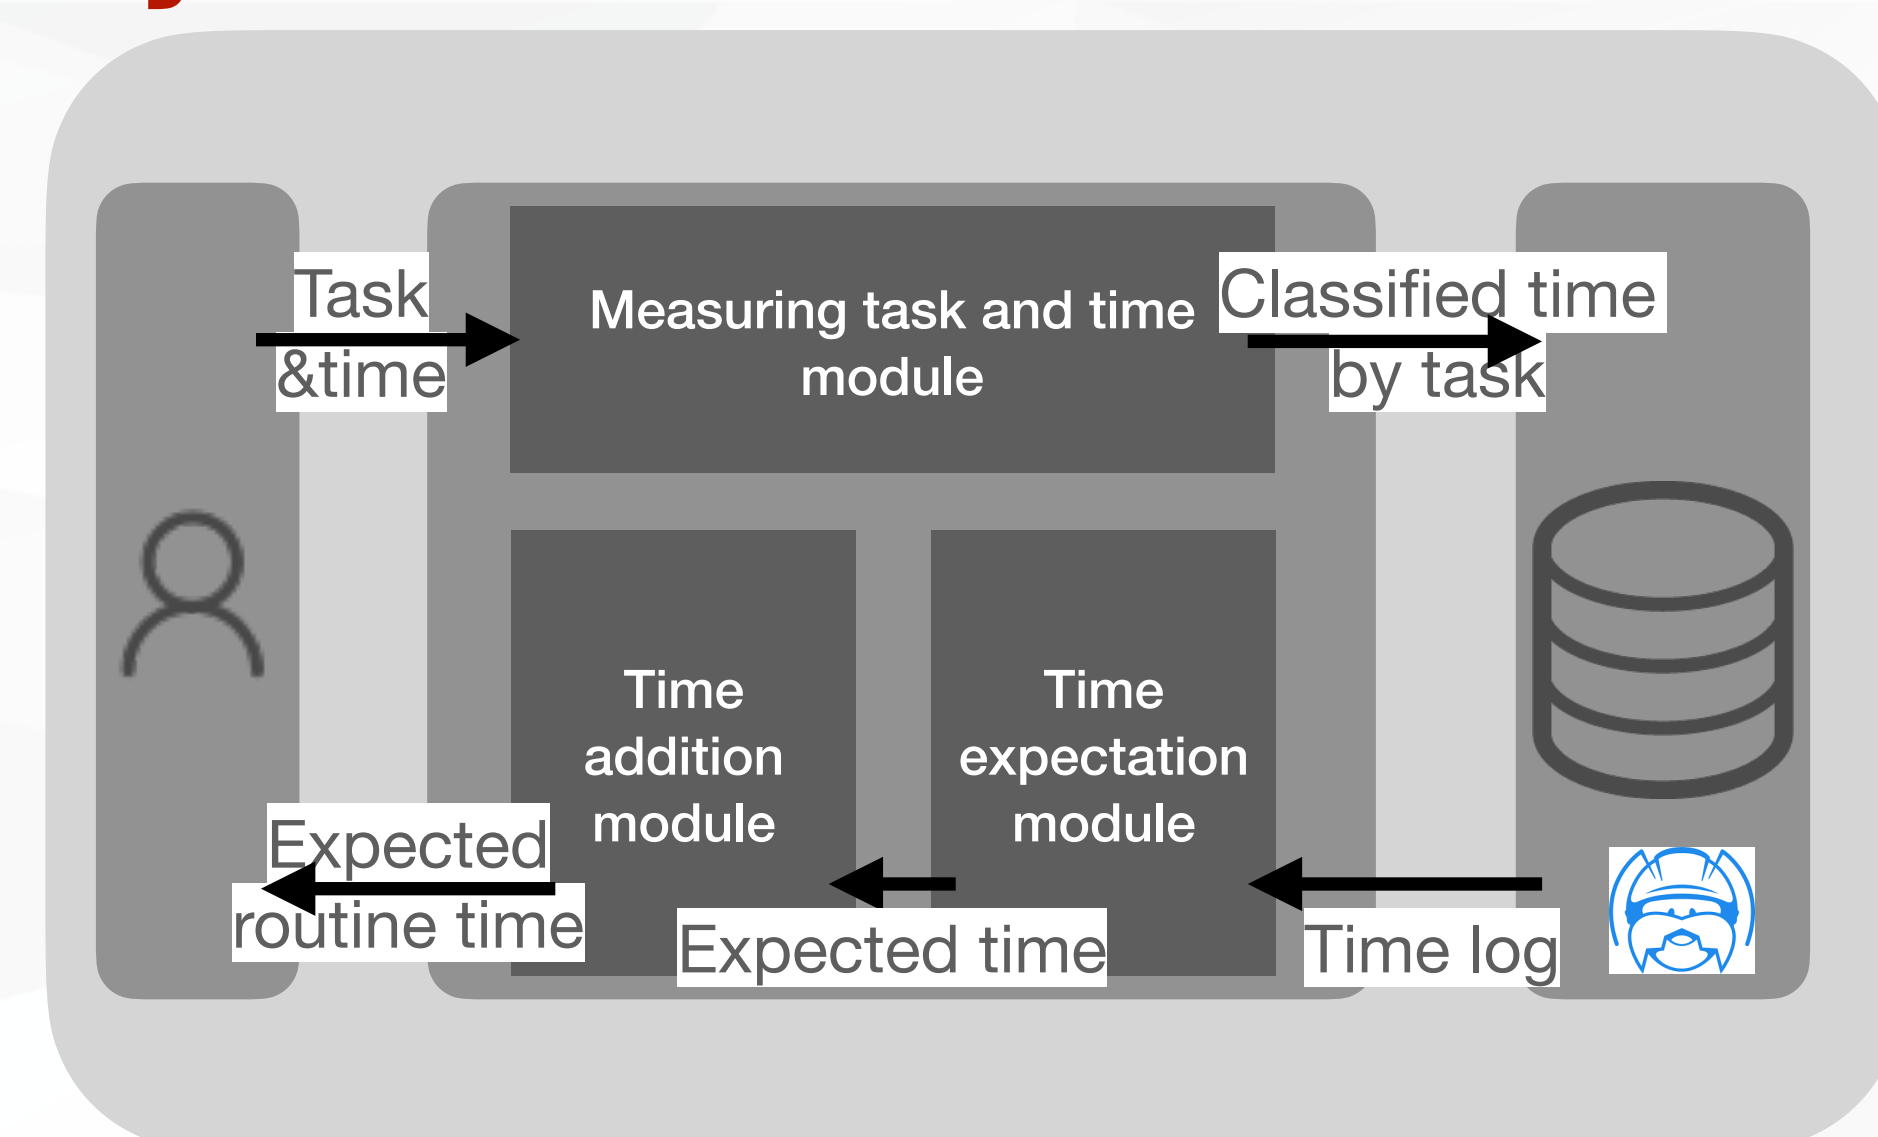 Task
&time
Measuring task and time
module
Classified time
by task
Time
addition
module
Time
expectation
module
Expected
routine time
Expected time
Time log